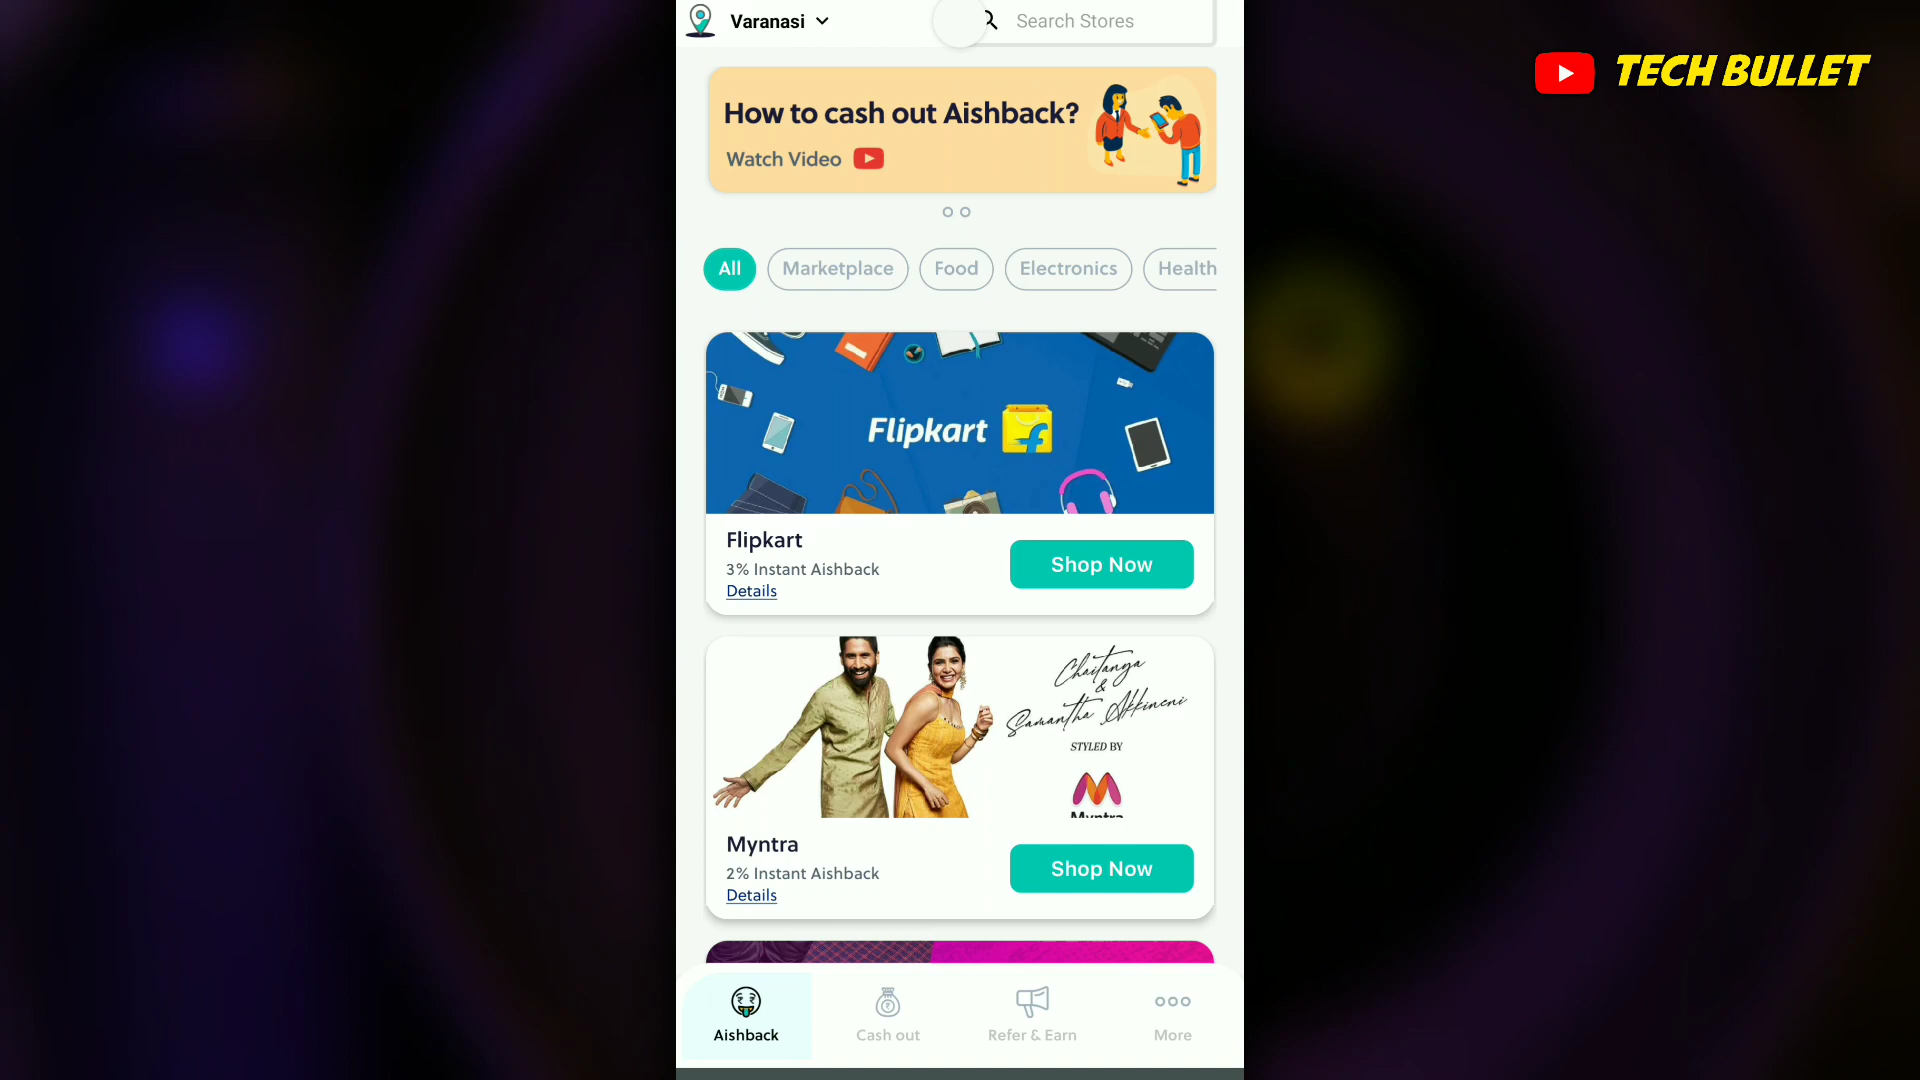 Varanasi
Search Stores
TECH BULLET
How to cash out Aishback?
Watch Video
All
Marketplace
Food
Electronics
Health
Flipkart
Flipkart
3% Instant Aishback
Details
Shop Now
Chaitanya
&
Samantha Akkineni
STYLED BY
Myntra
Myntra
2% Instant Aishback
Details
Shop Now
Aishback
Cash out
Refer & Earn
More